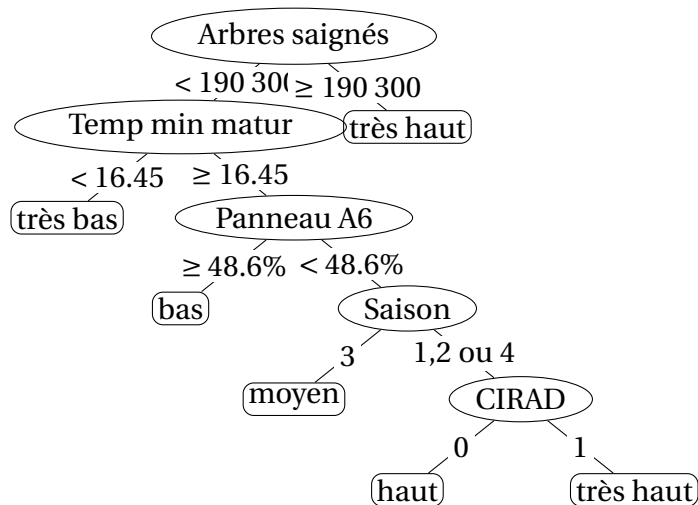 Arbres saignés
< 190 300 ≥ 190 300
Temp min matur très haut
< 16.45 ≥ 16.45
très bas Panneau A6
≥ 48.6% < 48.6%
bas Saison
3 1,2 ou 4
moyen CIRAD
0 1
haut très haut